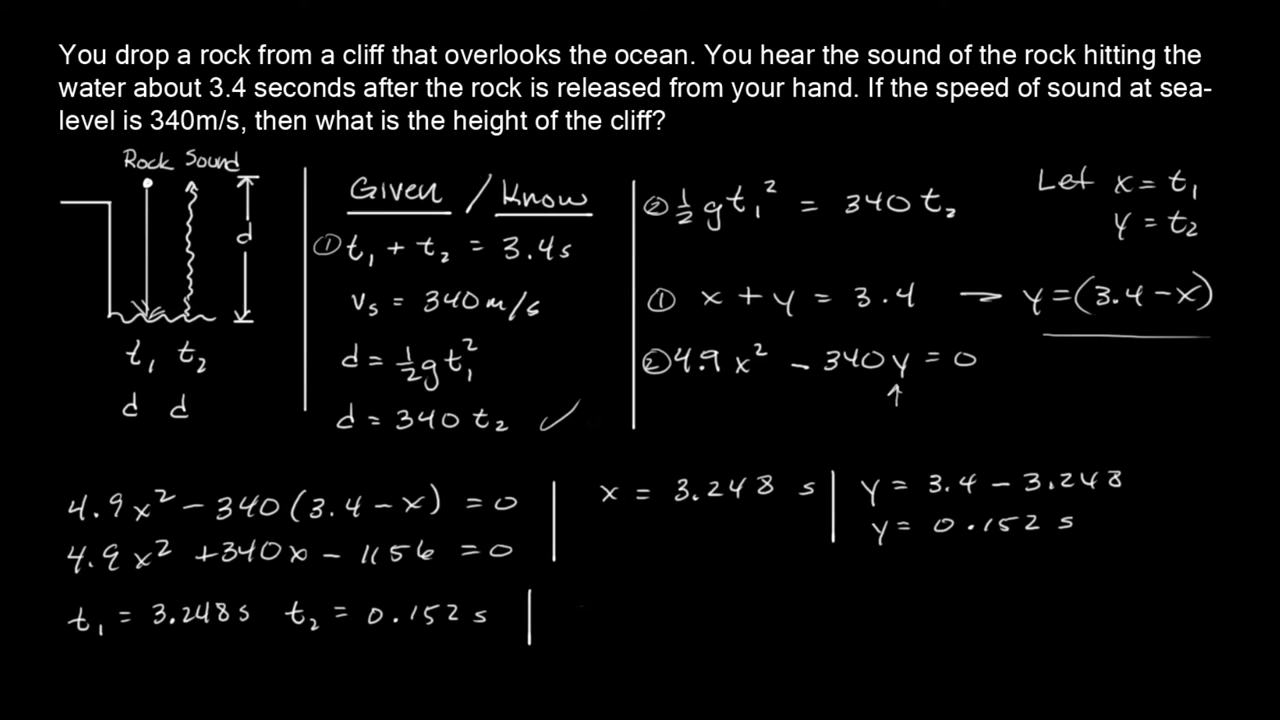 You drop a rock from a cliff that overlooks the ocean. You hear the sound of the rock hitting the
water about 3.4 seconds after the rock is released from your hand. If the speed of sound at sea-
level is 340m/s, then what is the height of the cliff?
Rock Sound
d
t₁ t₂
d d
Given / Know
① t₁ + t₂ = 3.4s
vₛ = 340 m/s
d = ½gt₁²
d = 340 t₂ ✓
② ½gt₁² = 340t₂
Let x = t₁
y = t₂
① x + y = 3.4 → y = (3.4 - x)
② 4.9x² - 340y = 0
↑
4.9x² - 340(3.4 - x) = 0
4.9x² + 340x - 1156 = 0
x = 3.248 s
y = 3.4 - 3.248
y = 0.152 s
t₁ = 3.248s t₂ = 0.152 s